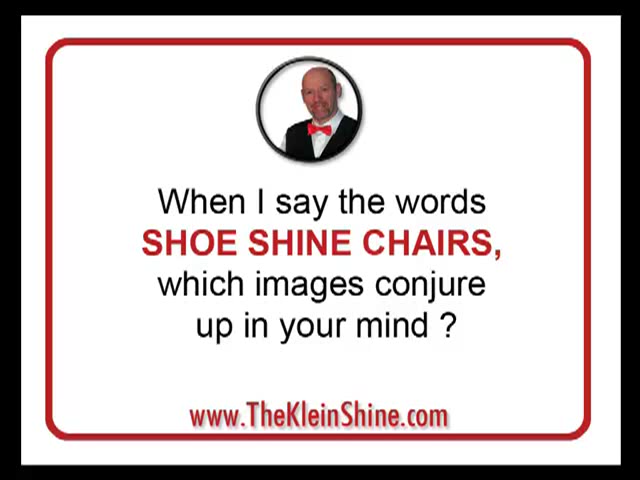 When I say the words
SHOE SHINE CHAIRS,
which images conjure
up in your mind ?
www.TheKleinShine.com